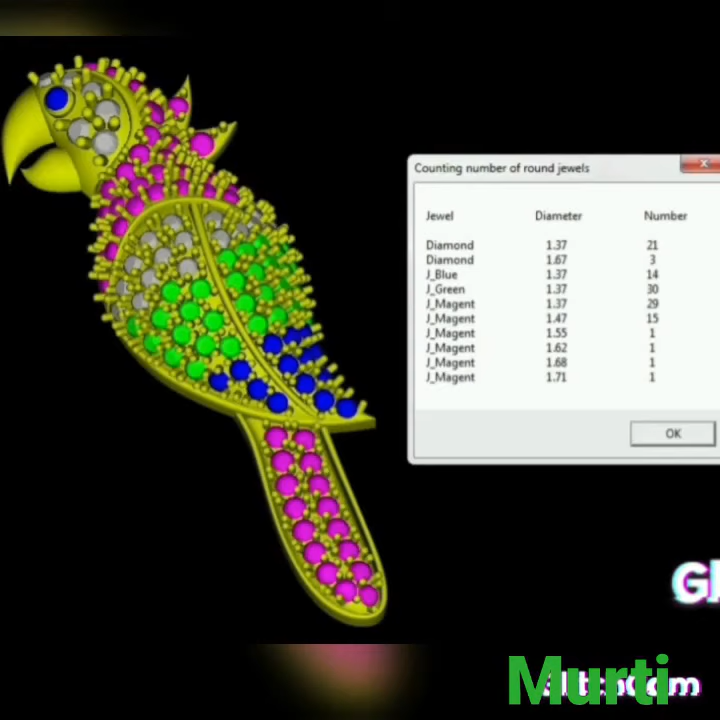 Counting number of round jewels
Jewel Diameter Number
Diamond 1.37 21
Diamond 1.67 3
J_Blue 1.37 14
J_Green 1.37 30
J_Magent 1.37 29
J_Magent 1.47 15
J_Magent 1.55 1
J_Magent 1.62 1
J_Magent 1.68 1
J_Magent 1.71 1
OK
Murti